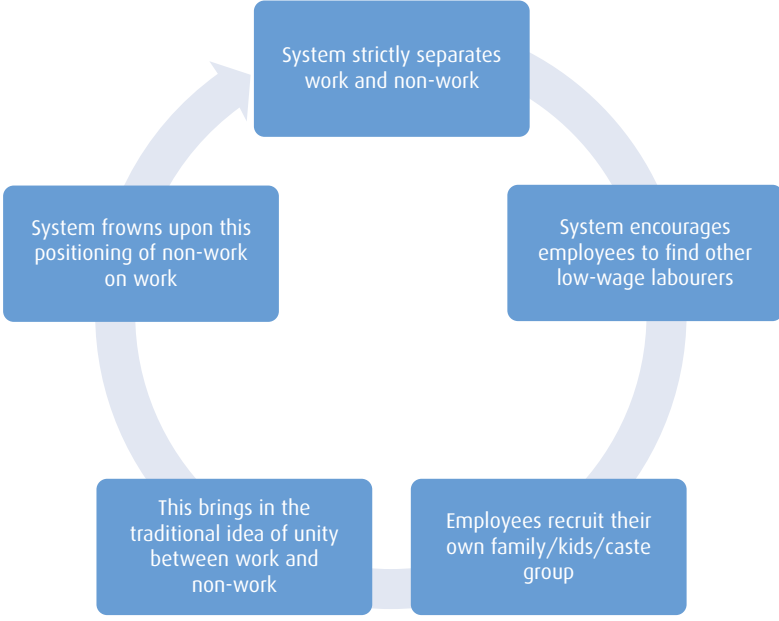 System strictly separates
work and non-work
System encourages
employees to find other
low-wage labourers
Employees recruit their
own family/kids/caste
group
This brings in the
traditional idea of unity
between work and
non-work
System frowns upon this
positioning of non-work
on work